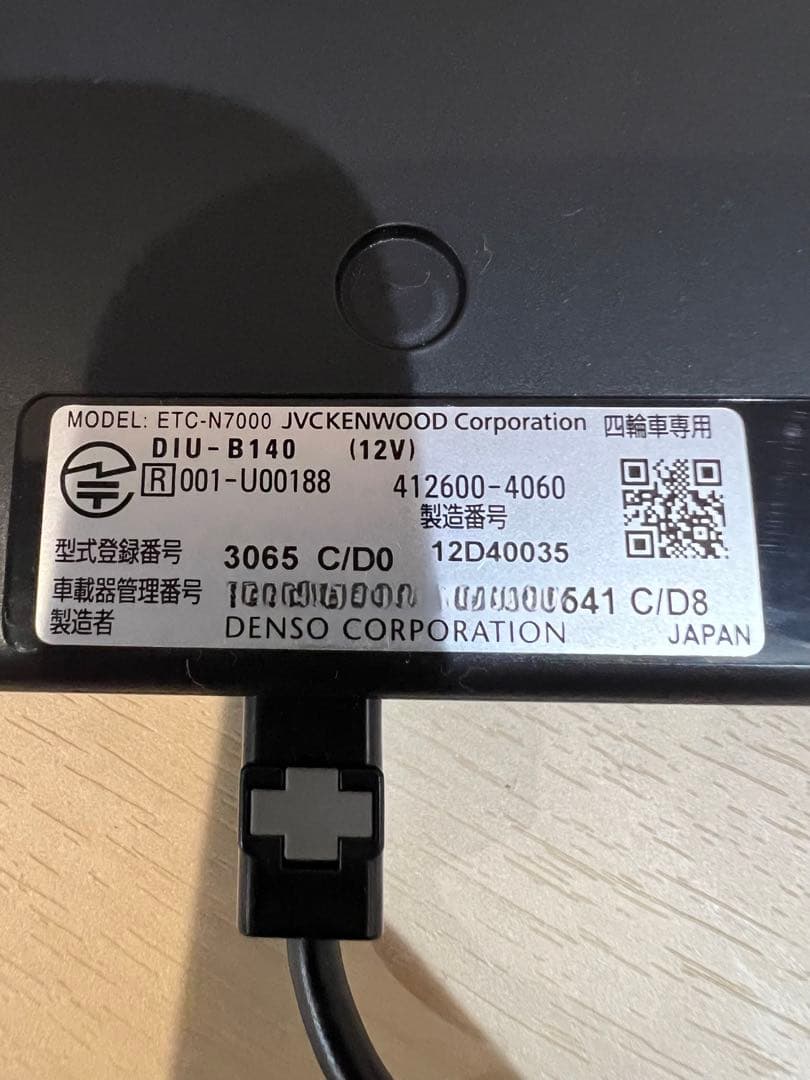 MODEL: ETC-N7000 JVCKENWOOD Corporation 四輪車専用
DIU-B140 (12V)
R 001-U00188 412600-4060
製造番号
型式登録番号 3065 C/D0 12D40035
車載器管理番号 641 C/D8
製造者 DENSO CORPORATION JAPAN